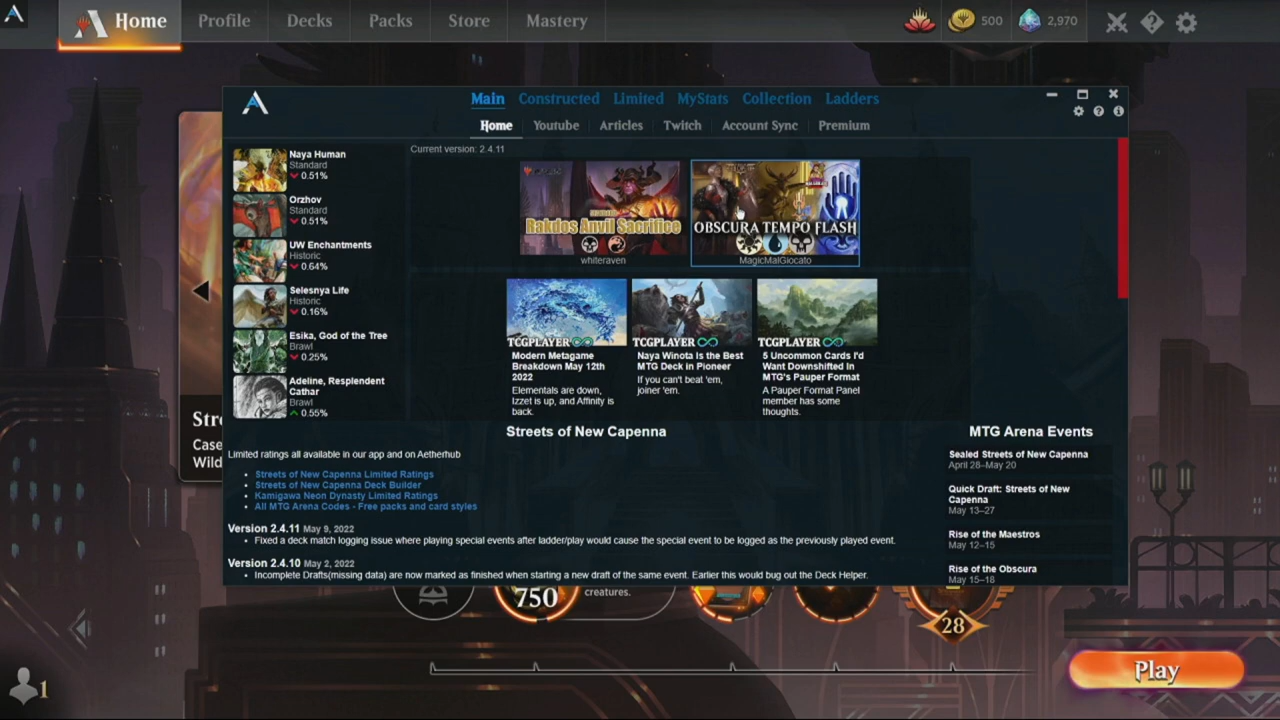 Home
Profile
Decks
Packs
Store
Mastery
500
2,970
Main
Constructed
Limited
MyStats
Collection
Ladders
Home
Youtube
Articles
Twitch
Account Sync
Premium
Current version: 2.4.11
Naya Human
Standard
0.51%
Orzhov
Standard
0.51%
UW Enchantments
Historic
0.64%
Selesnya Life
Historic
0.16%
Esika, God of the Tree
Brawl
0.25%
Adeline, Resplendent
Cathar
Brawl
0.55%
Rakdos Anvil Sacrifice
whiteraven
OBSCURA TEMPO FLASH
MagicMalGiocato
TCGPLAYER
Modern Metagame
Breakdown May 12th
2022
Elementals are down,
Izzet is up, and Affinity is
back.
TCGPLAYER
Naya Winota Is the Best
MTG Deck in Pioneer
If you can't beat 'em,
joiner 'em.
TCGPLAYER
5 Uncommon Cards I'd
Want Downshifted In
MTG's Pauper Format
A Pauper Format Panel
member has some
thoughts.
Streets of New Capenna
Limited ratings all available in our app and on Aetherhub
Streets of New Capenna Limited Ratings
Streets of New Capenna Deck Builder
Kamigawa Neon Dynasty Limited Ratings
All MTG Arena Codes - Free packs and card styles
Version 2.4.11 May 9, 2022
Fixed a deck match logging issue where playing special events after ladder/play would cause the special event to be logged as the previously played event.
Version 2.4.10 May 2, 2022
Incomplete Drafts(missing data) are now marked as finished when starting a new draft of the same event. Earlier this would bug out the Deck Helper.
MTG Arena Events
Sealed Streets of New Capenna
April 28–May 20
Quick Draft: Streets of New
Capenna
May 13–27
Rise of the Maestros
May 12–15
Rise of the Obscura
May 15–18
Str
Case
Wild
750
creatures.
28
Play
1